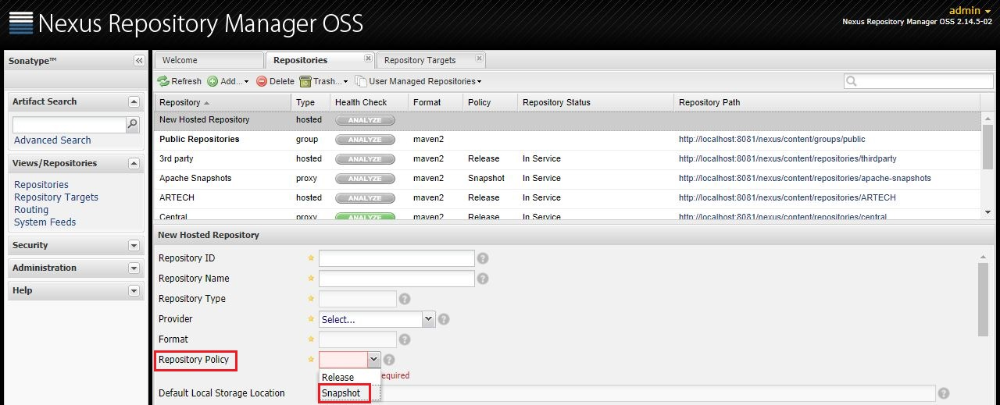 Nexus Repository Manager OSS
admin
Nexus Repository Manager OSS 2.14.5-02
Sonatype™
Welcome
Repositories
Repository Targets
Refresh Add... Delete Trash... User Managed Repositories
Artifact Search
Advanced Search
Views/Repositories
Repositories
Repository Targets
Routing
System Feeds
Security
Administration
Help
Repository Type Health Check Format Policy Repository Status Repository Path
New Hosted Repository hosted ANALYZE
Public Repositories group ANALYZE maven2 http://localhost:8081/nexus/content/groups/public
3rd party hosted ANALYZE maven2 Release In Service http://localhost:8081/nexus/content/repositories/thirdparty
Apache Snapshots proxy ANALYZE maven2 Snapshot In Service http://localhost:8081/nexus/content/repositories/apache-snapshots
ARTECH hosted ANALYZE maven2 Release In Service http://localhost:8081/nexus/content/repositories/ARTECH
Central proxy ANALYZE maven2 Release In Service http://localhost:8081/nexus/content/repositories/central
New Hosted Repository
Repository ID
Repository Name
Repository Type
Provider Select...
Format
Repository Policy
Release
equired
Snapshot
Default Local Storage Location